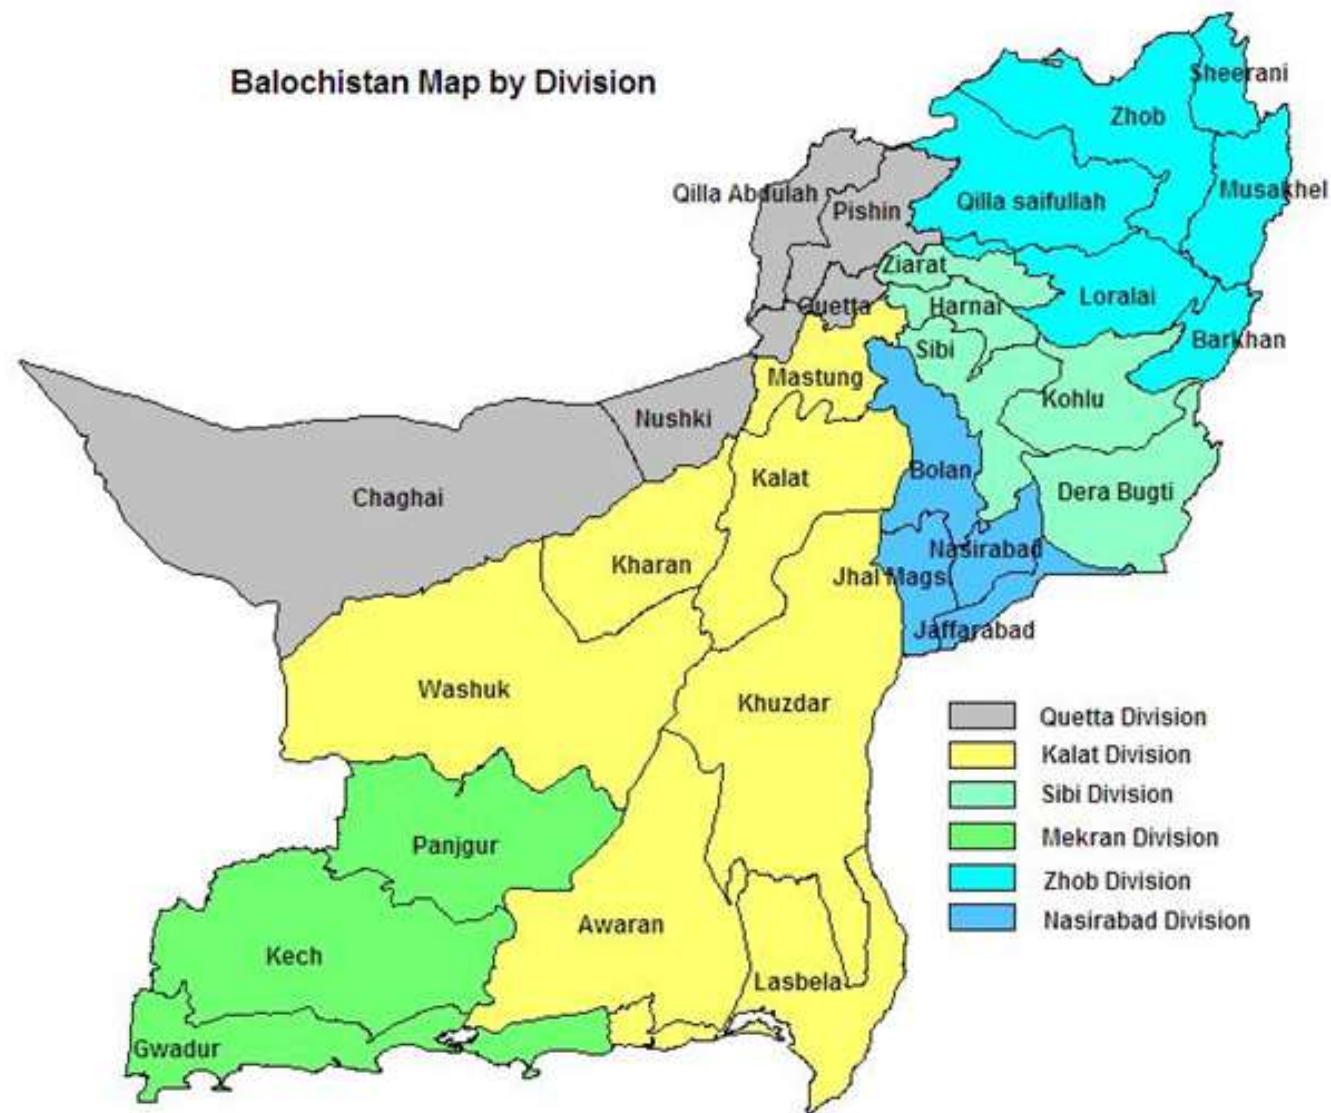 Balochistan Map by Division
Sheerani
Zhob
Qilla Abdulah
Pishin
Qilla saifullah
Musakhel
Ziarat
Quetta
Harnai
Loralai
Barkhan
Sibi
Mastung
Kohlu
Nushki
Kalat
Bolan
Chaghai
Dera Bugti
Kharan
Nasirabad
Jhal Magsi
Jaffarabad
Washuk
Khuzdar
Panjgur
Awaran
Kech
Lasbela
Gwadur
Quetta Division
Kalat Division
Sibi Division
Mekran Division
Zhob Division
Nasirabad Division